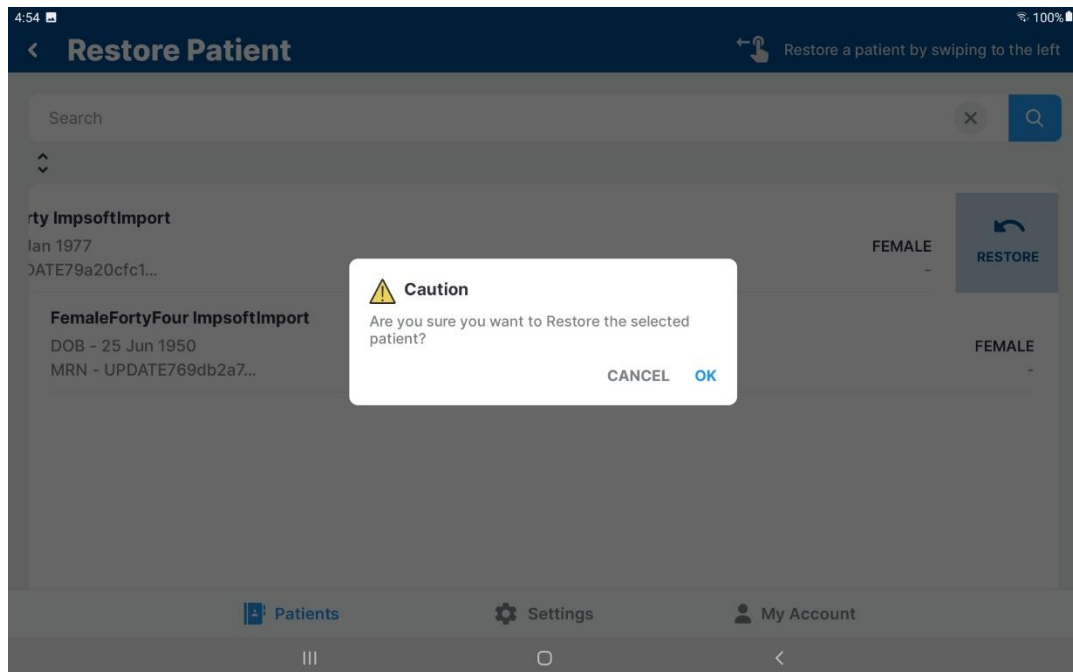 4:54
100%
Restore Patient
Restore a patient by swiping to the left
Search
rty ImpsoftImport
Jan 1977
DATE79a20cfc1...
FEMALE
-
RESTORE
FemaleFortyFour ImpsoftImport
DOB - 25 Jun 1950
MRN - UPDATE769db2a7...
FEMALE
-
Caution
Are you sure you want to Restore the selected
patient?
CANCEL OK
Patients
Settings
My Account